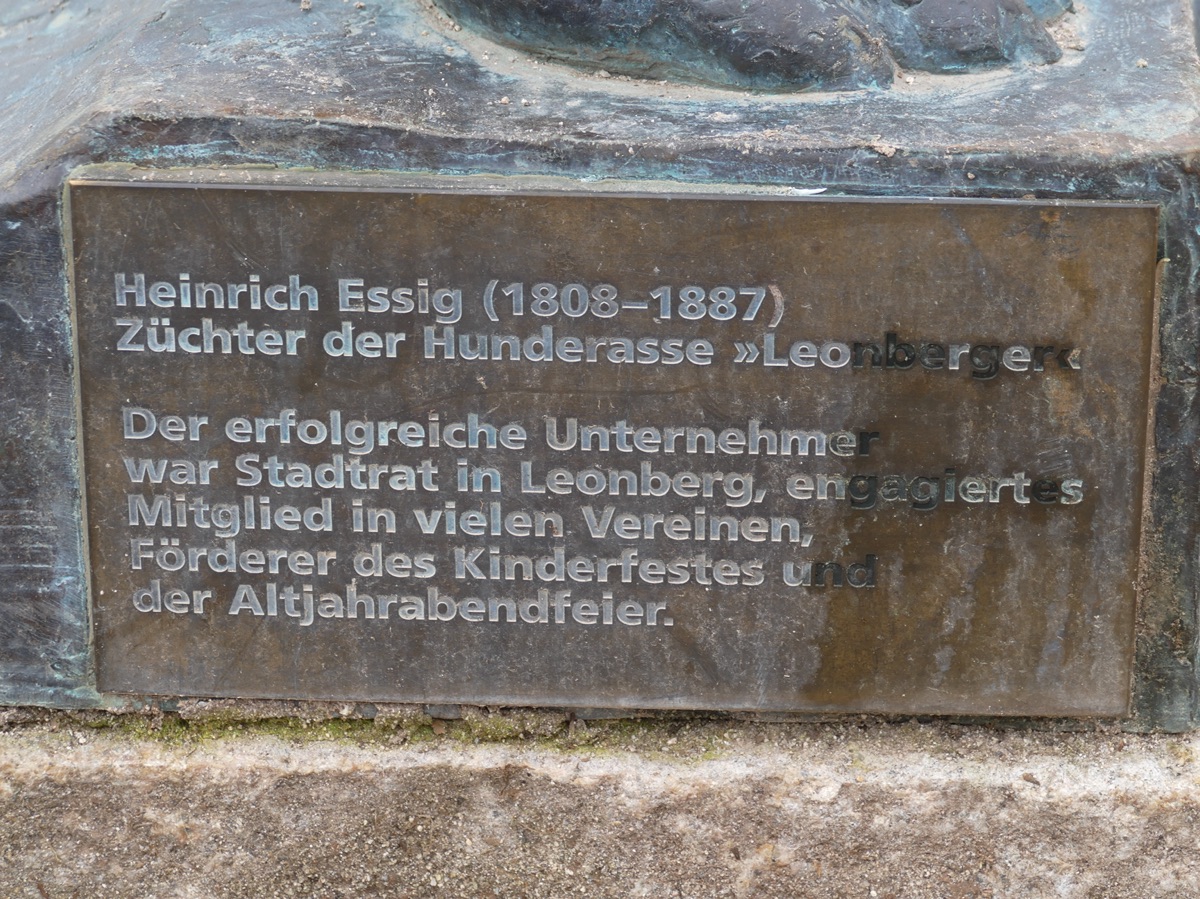 Heinrich Essig (1808–1887)
Züchter der Hunderasse »Leonberger«
Der erfolgreiche Unternehmer
war Stadtrat in Leonberg, engagiertes
Mitglied in vielen Vereinen,
Förderer des Kinderfestes und
der Altjahrabendfeier.